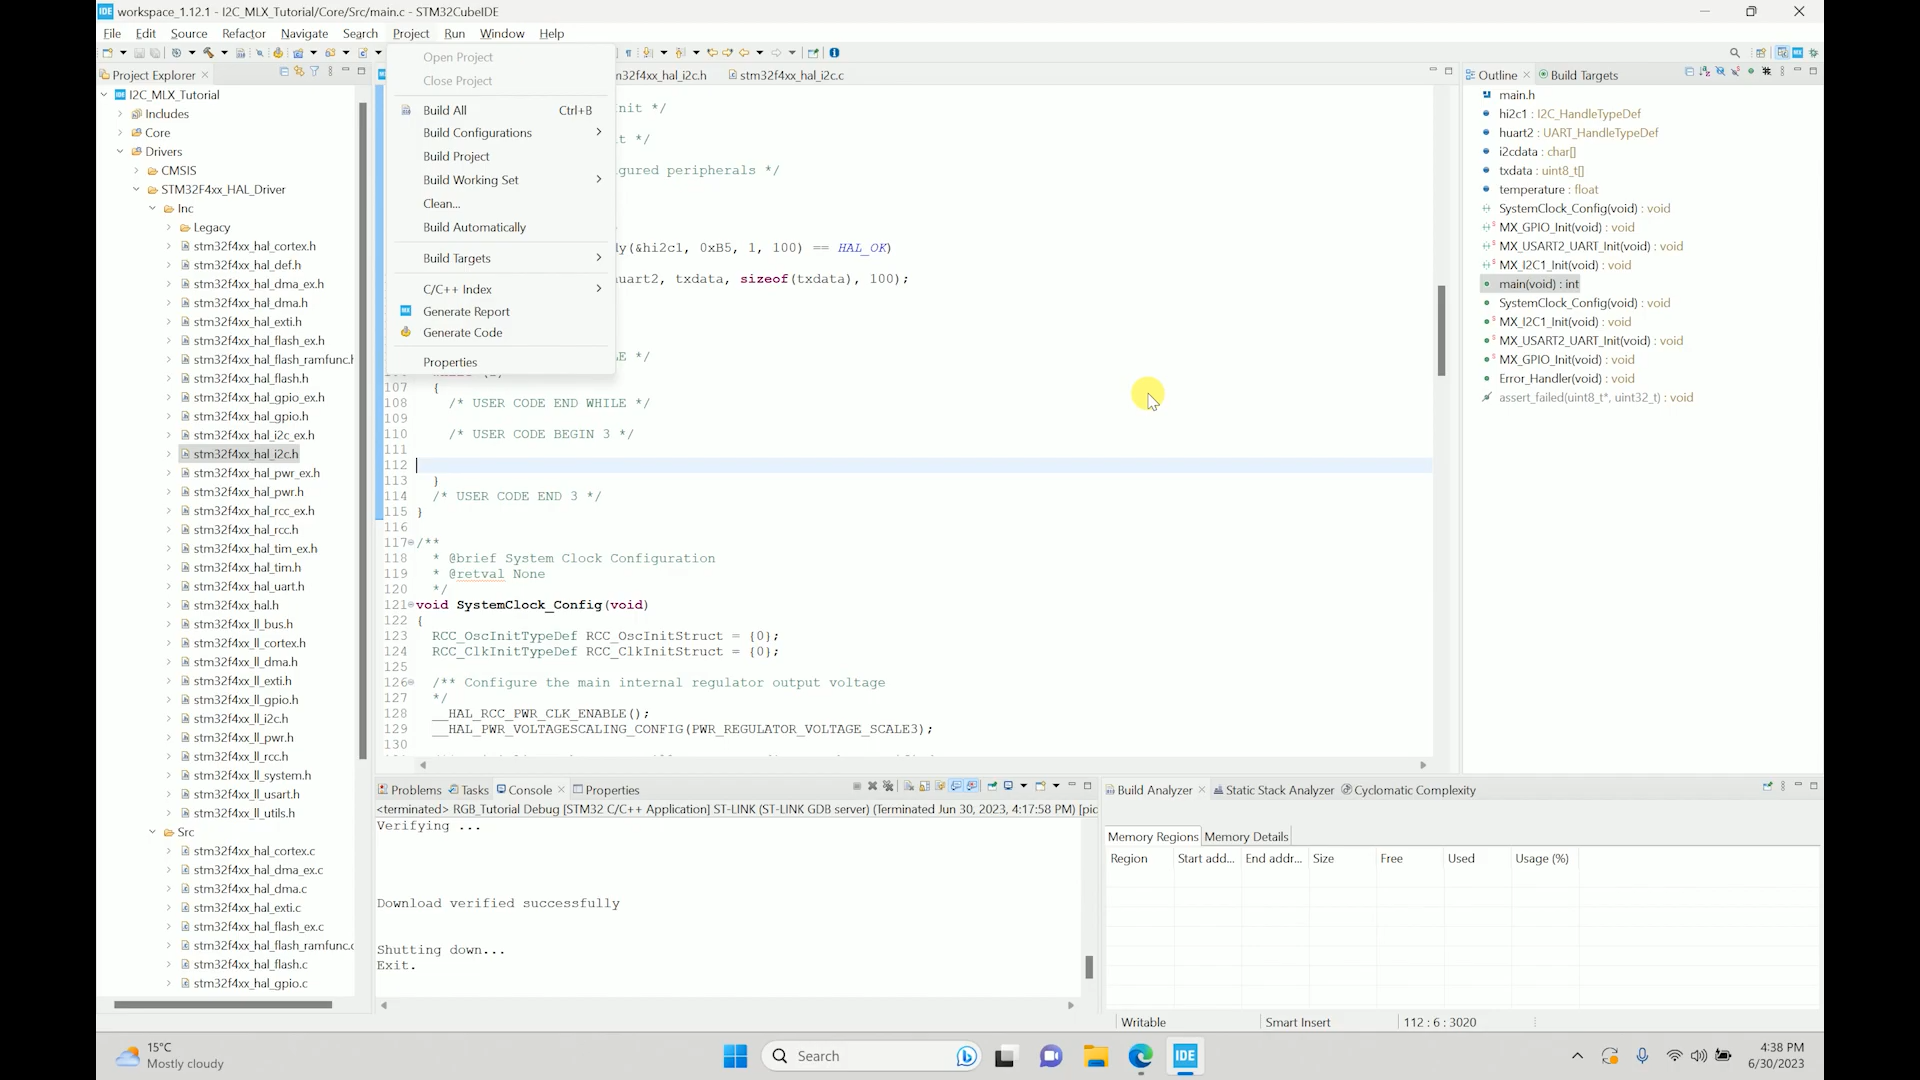 IDE workspace_1.12.1 - I2C_MLX_Tutorial/Core/Src/main.c - STM32CubeIDE
File Edit Source Refactor Navigate Search Project Run Window Help
Project Explorer
I2C_MLX_Tutorial
Includes
Core
Drivers
CMSIS
STM32F4xx_HAL_Driver
Inc
Legacy
stm32f4xx_hal_cortex.h
stm32f4xx_hal_def.h
stm32f4xx_hal_dma_ex.h
stm32f4xx_hal_dma.h
stm32f4xx_hal_exti.h
stm32f4xx_hal_flash_ex.h
stm32f4xx_hal_flash_ramfunc.h
stm32f4xx_hal_flash.h
stm32f4xx_hal_gpio_ex.h
stm32f4xx_hal_gpio.h
stm32f4xx_hal_i2c_ex.h
stm32f4xx_hal_i2c.h
stm32f4xx_hal_pwr_ex.h
stm32f4xx_hal_pwr.h
stm32f4xx_hal_rcc_ex.h
stm32f4xx_hal_rcc.h
stm32f4xx_hal_tim_ex.h
stm32f4xx_hal_tim.h
stm32f4xx_hal_uart.h
stm32f4xx_hal.h
stm32f4xx_ll_bus.h
stm32f4xx_ll_cortex.h
stm32f4xx_ll_dma.h
stm32f4xx_ll_exti.h
stm32f4xx_ll_gpio.h
stm32f4xx_ll_i2c.h
stm32f4xx_ll_pwr.h
stm32f4xx_ll_rcc.h
stm32f4xx_ll_system.h
stm32f4xx_ll_usart.h
stm32f4xx_ll_utils.h
Src
stm32f4xx_hal_cortex.c
stm32f4xx_hal_dma_ex.c
stm32f4xx_hal_dma.c
stm32f4xx_hal_exti.c
stm32f4xx_hal_flash_ex.c
stm32f4xx_hal_flash_ramfunc.c
stm32f4xx_hal_flash.c
stm32f4xx_hal_gpio.c
Open Project
Close Project
Build All Ctrl+B
Build Configurations
Build Project
Build Working Set
Clean...
Build Automatically
Build Targets
C/C++ Index
Generate Report
Generate Code
Properties
m32f4xx_hal_i2c.h stm32f4xx_hal_i2c.c
nit */
t */
gured peripherals */
dy(&hi2c1, 0xB5, 1, 100) == HAL_OK)
huart2, txdata, sizeof(txdata), 100);
LE */
107 {
108 /* USER CODE END WHILE */
109
110 /* USER CODE BEGIN 3 */
111
112
113 }
114 /* USER CODE END 3 */
115 }
116
117 /**
118 * @brief System Clock Configuration
119 * @retval None
120 */
121 void SystemClock_Config(void)
122 {
123 RCC_OscInitTypeDef RCC_OscInitStruct = {0};
124 RCC_ClkInitTypeDef RCC_ClkInitStruct = {0};
125
126 /** Configure the main internal regulator output voltage
127 */
128 __HAL_RCC_PWR_CLK_ENABLE();
129 __HAL_PWR_VOLTAGESCALING_CONFIG(PWR_REGULATOR_VOLTAGE_SCALE3);
130
Outline Build Targets
main.h
hi2c1 : I2C_HandleTypeDef
huart2 : UART_HandleTypeDef
i2cdata : char[]
txdata : uint8_t[]
temperature : float
SystemClock_Config(void) : void
MX_GPIO_Init(void) : void
MX_USART2_UART_Init(void) : void
MX_I2C1_Init(void) : void
main(void) : int
SystemClock_Config(void) : void
MX_I2C1_Init(void) : void
MX_USART2_UART_Init(void) : void
MX_GPIO_Init(void) : void
Error_Handler(void) : void
assert_failed(uint8_t*, uint32_t) : void
Problems Tasks Console Properties
<terminated> RGB_Tutorial Debug [STM32 C/C++ Application] ST-LINK (ST-LINK GDB server) (Terminated Jun 30, 2023, 4:17:58 PM) [pic
Verifying ...
Download verified successfully
Shutting down...
Exit.
Build Analyzer Static Stack Analyzer Cyclomatic Complexity
Memory Regions Memory Details
Region Start add... End addr... Size Free Used Usage (%)
Writable Smart Insert 112 : 6 : 3020
15°C
Mostly cloudy
Search
IDE
4:38 PM
6/30/2023